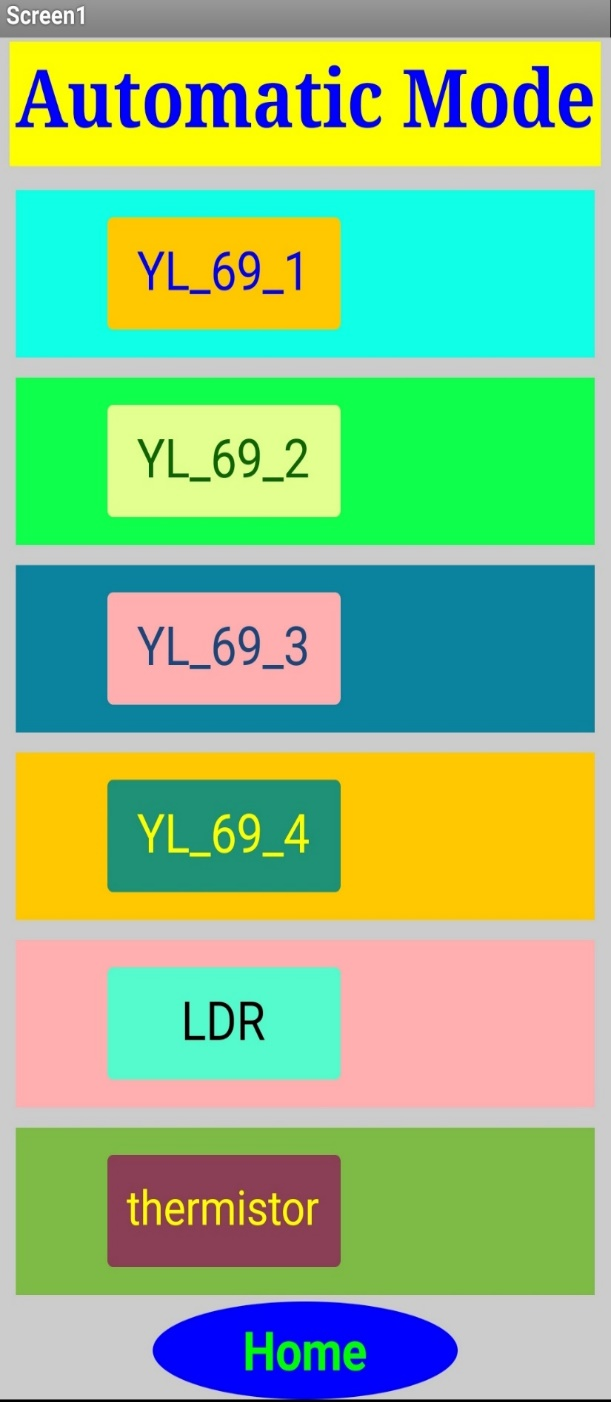 Screen1
Automatic Mode
YL_69_1
YL_69_2
YL_69_3
YL_69_4
LDR
thermistor
Home